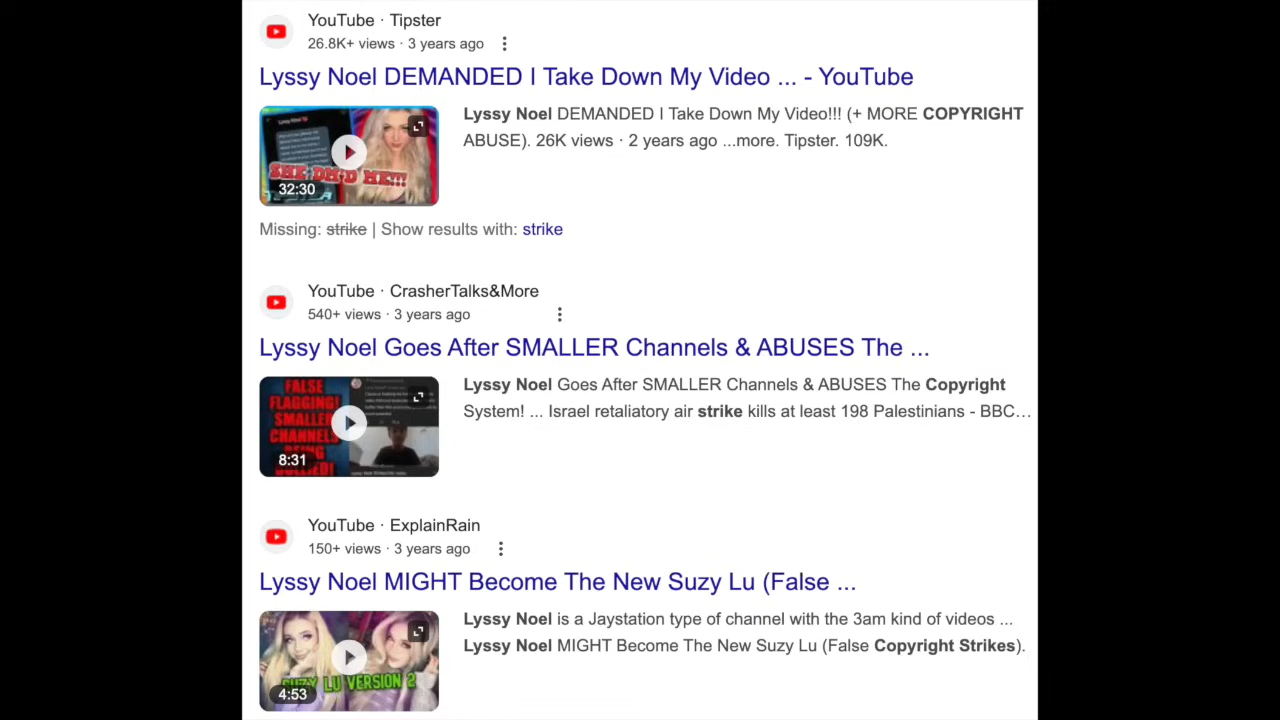 YouTube · Tipster
26.8K+ views · 3 years ago
Lyssy Noel DEMANDED I Take Down My Video ... - YouTube
Lyssy Noel DEMANDED I Take Down My Video!!! (+ MORE COPYRIGHT
ABUSE). 26K views · 2 years ago ...more. Tipster. 109K.
SHE DM'D ME!!!
32:30
Missing: strike | Show results with: strike
YouTube · CrasherTalks&More
540+ views · 3 years ago
Lyssy Noel Goes After SMALLER Channels & ABUSES The ...
Lyssy Noel Goes After SMALLER Channels & ABUSES The Copyright
System! ... Israel retaliatory air strike kills at least 198 Palestinians - BBC...
FALSE
FLAGGING!
SMALLER
CHANNELS
BEING
8:31
YouTube · ExplainRain
150+ views · 3 years ago
Lyssy Noel MIGHT Become The New Suzy Lu (False ...
Lyssy Noel is a Jaystation type of channel with the 3am kind of videos ...
Lyssy Noel MIGHT Become The New Suzy Lu (False Copyright Strikes).
SUZY LU VERSION 2
4:53